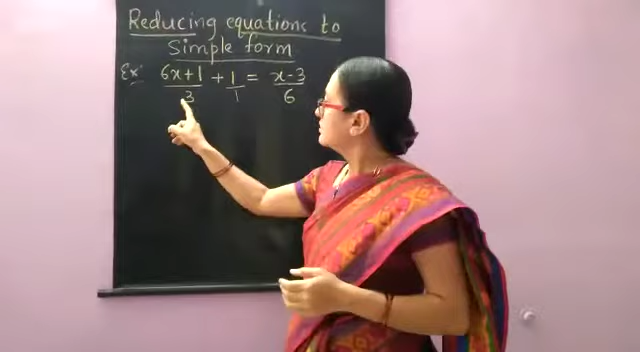 Reducing equations to
Simple form
Ex: 6x+1/3 + 1/1 = x-3/6